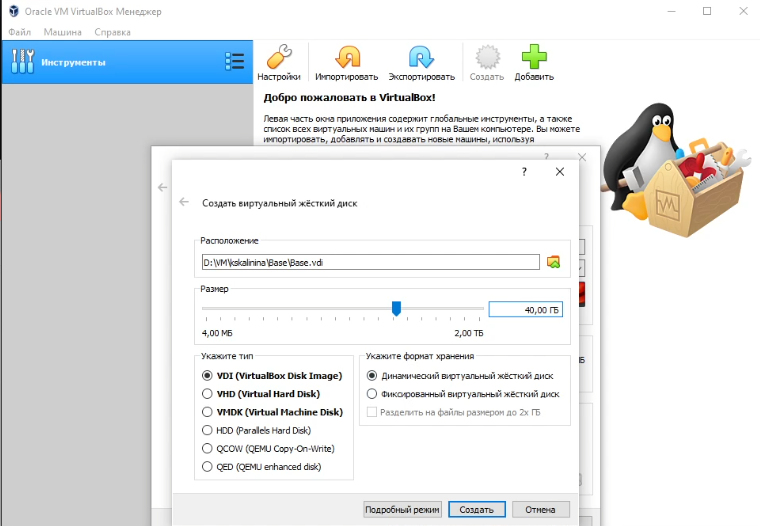 Oracle VM VirtualBox Менеджер
Файл Машина Справка
Инструменты
Настройки Импортировать Экспортировать Создать Добавить
Добро пожаловать в VirtualBox!
Левая часть окна приложения содержит глобальные инструменты, а также
список всех виртуальных машин и их групп на Вашем компьютере. Вы можете
импортировать, добавлять и создавать новые машины, используя
?
?
Создать виртуальный жёсткий диск
Расположение
D:\VM\kskalinina\Base\Base.vdi
Размер
40,00 ГБ
4,00 МБ 2,00 ТБ
Укажите тип
VDI (VirtualBox Disk Image)
VHD (Virtual Hard Disk)
VMDK (Virtual Machine Disk)
HDD (Parallels Hard Disk)
QCOW (QEMU Copy-On-Write)
QED (QEMU enhanced disk)
Укажите формат хранения
Динамический виртуальный жёсткий диск
Фиксированный виртуальный жёсткий диск
Разделить на файлы размером до 2х ГБ
Подробный режим Создать Отмена